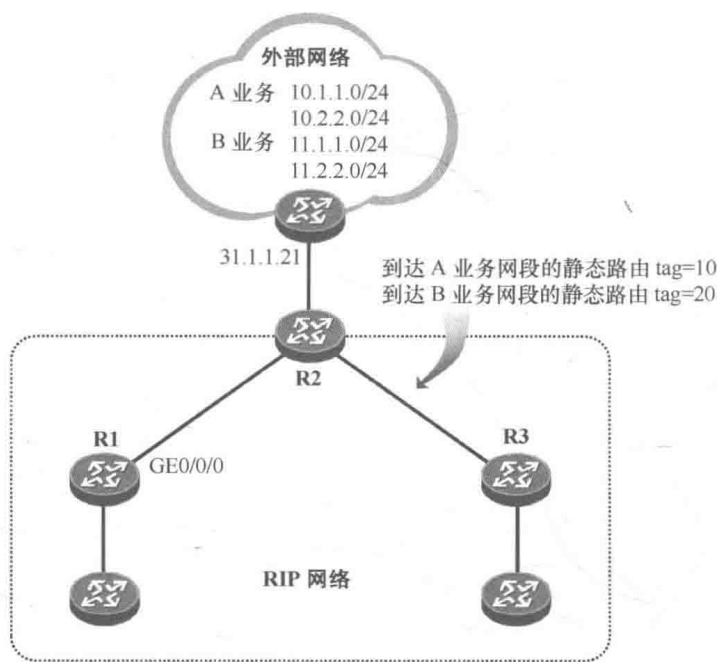 外部网络
A 业务 10.1.1.0/24
10.2.2.0/24
B 业务 11.1.1.0/24
11.2.2.0/24
31.1.1.21
到达 A 业务网段的静态路由 tag=10
到达 B 业务网段的静态路由 tag=20
R2
R1
R3
GE0/0/0
RIP 网络